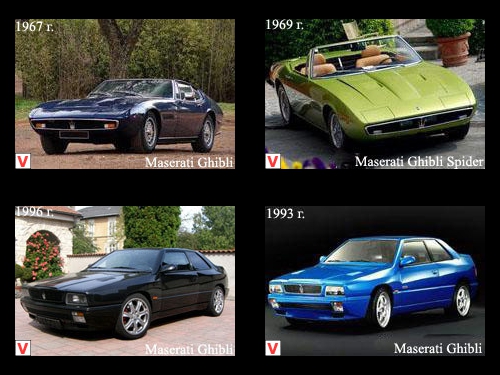 1967 г.
1969 г.
V
Maserati Ghibli
V
Maserati Ghibli Spider
1996 г.
1993 г.
V
Maserati Ghibli
V
Maserati Ghibli